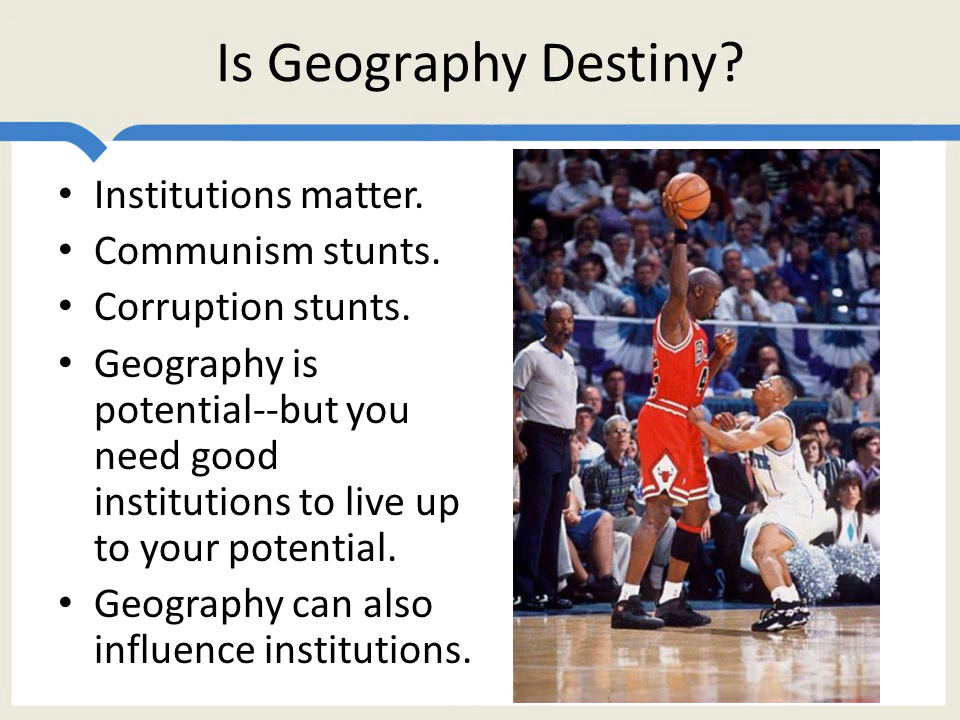 Is Geography Destiny?
• Institutions matter.
• Communism stunts.
• Corruption stunts.
• Geography is
potential--but you
need good
institutions to live up
to your potential.
• Geography can also
influence institutions.